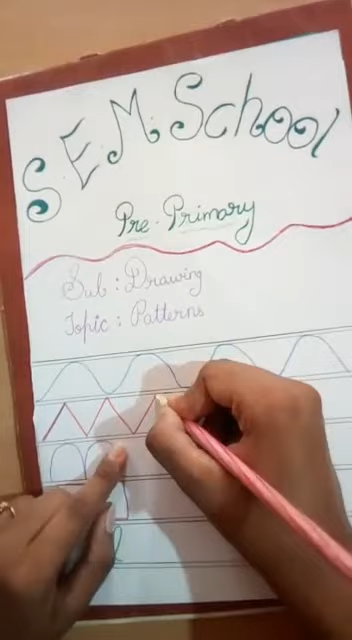 S.E.M. School
Pre-Primary
Sub : Drawing
Topic : Patterns